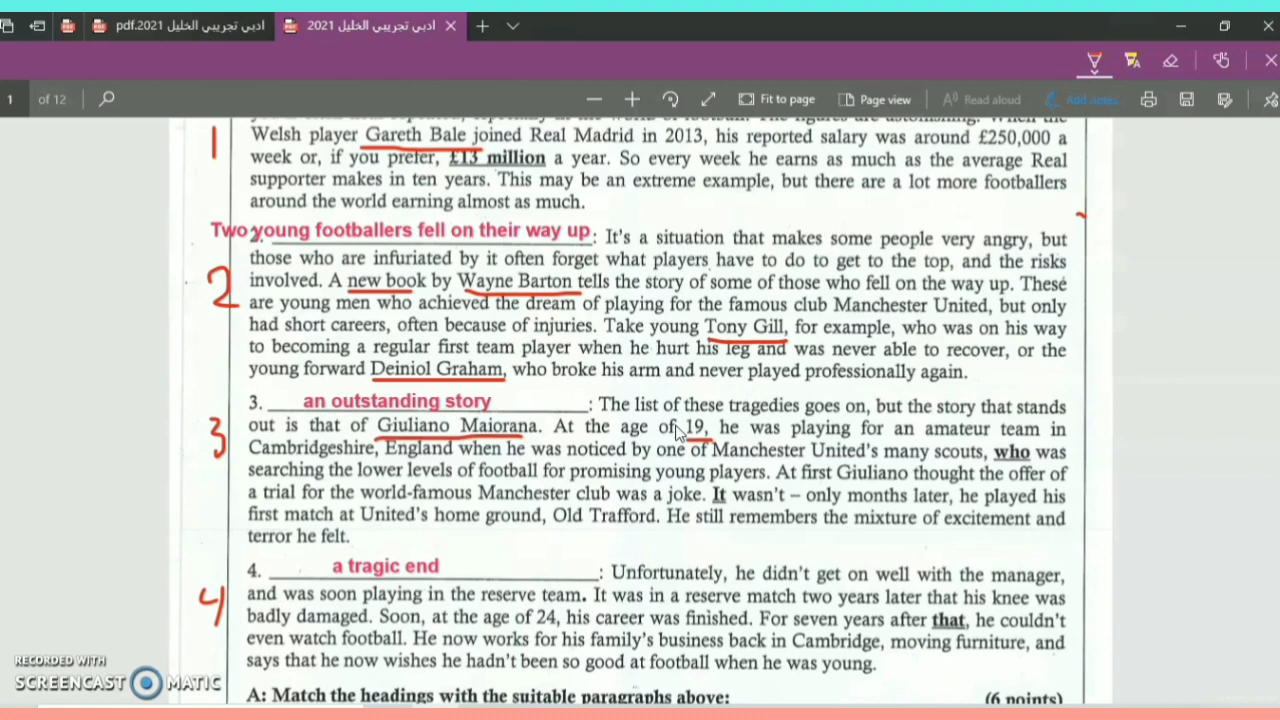 ادبي تجريبي الخليل 2021.pdf
ادبي تجريبي الخليل 2021
1 of 12
Fit to page
Page view
Read aloud
Add notes
Welsh player Gareth Bale joined Real Madrid in 2013, his reported salary was around £250,000 a
week or, if you prefer, £13 million a year. So every week he earns as much as the average Real
supporter makes in ten years. This may be an extreme example, but there are a lot more footballers
around the world earning almost as much.
1
Two young footballers fell on their way up
2. : It's a situation that makes some people very angry, but
those who are infuriated by it often forget what players have to do to get to the top, and the risks
involved. A new book by Wayne Barton tells the story of some of those who fell on the way up. These
are young men who achieved the dream of playing for the famous club Manchester United, but only
had short careers, often because of injuries. Take young Tony Gill, for example, who was on his way
to becoming a regular first team player when he hurt his leg and was never able to recover, or the
young forward Deiniol Graham, who broke his arm and never played professionally again.
2
3. an outstanding story : The list of these tragedies goes on, but the story that stands
out is that of Giuliano Maiorana. At the age of 19, he was playing for an amateur team in
Cambridgeshire, England when he was noticed by one of Manchester United's many scouts, who was
searching the lower levels of football for promising young players. At first Giuliano thought the offer of
a trial for the world-famous Manchester club was a joke. It wasn't – only months later, he played his
first match at United's home ground, Old Trafford. He still remembers the mixture of excitement and
terror he felt.
3
4. a tragic end : Unfortunately, he didn't get on well with the manager,
and was soon playing in the reserve team. It was in a reserve match two years later that his knee was
badly damaged. Soon, at the age of 24, his career was finished. For seven years after that, he couldn't
even watch football. He now works for his family's business back in Cambridge, moving furniture, and
says that he now wishes he hadn't been so good at football when he was young.
4
A: Match the headings with the suitable paragraphs above: (6 points)
RECORDED WITH
SCREENCAST MATIC